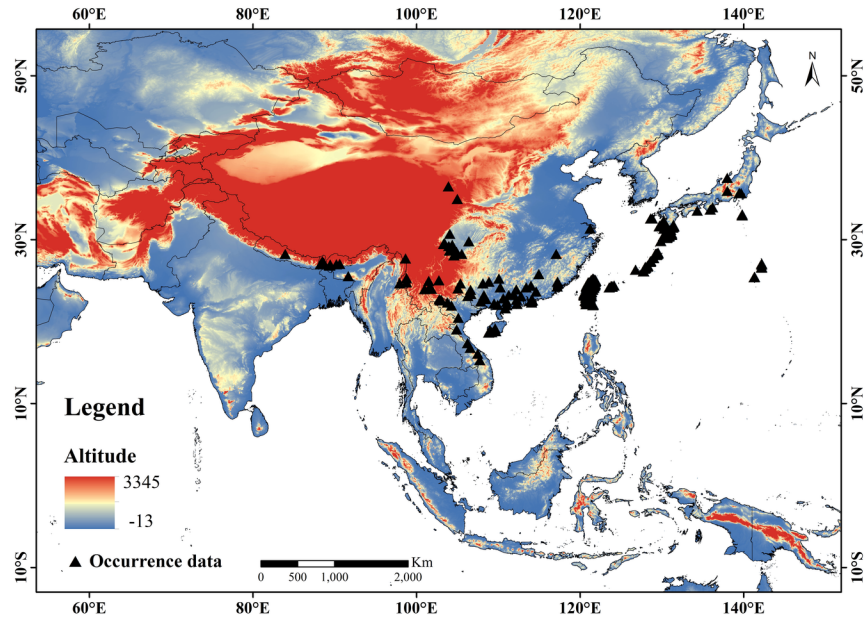 60°E 80°E 100°E 120°E 140°E
N
50°N 50°N
30°N 30°N
10°N 10°N
10°S 10°S
Legend
Altitude
3345
-13
Occurrence data
Km
0 500 1,000 2,000
60°E 80°E 100°E 120°E 140°E